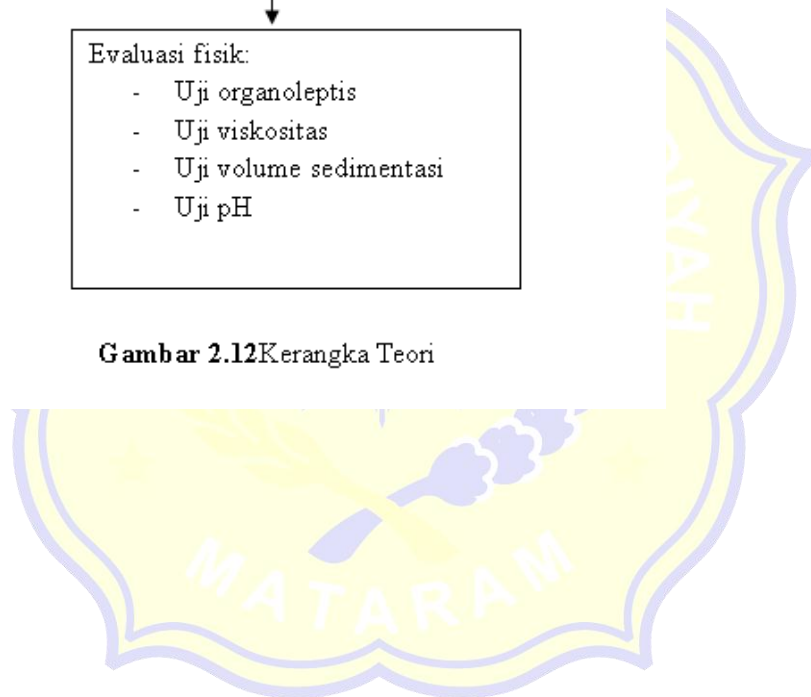 Evaluasi fisik:
- Uji organoleptis
- Uji viskositas
- Uji volume sedimentasi
- Uji pH
Gambar 2.12Kerangka Teori
MATARAM